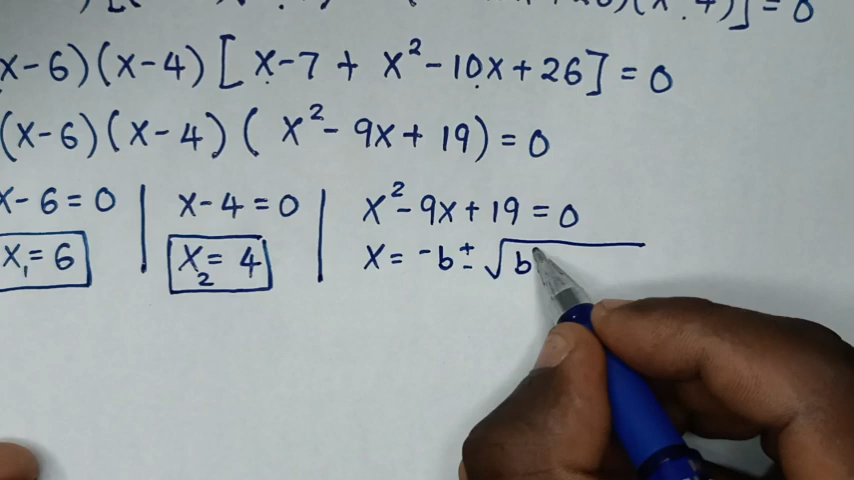 x-6)(x-4)[x-7 + x²-10x+26] = 0
(x-6)(x-4)( x²- 9x+ 19) = 0
x-6=0 | x-4=0 | x²-9x+19 = 0
x₁=6 x₂=4 x= -b± √b